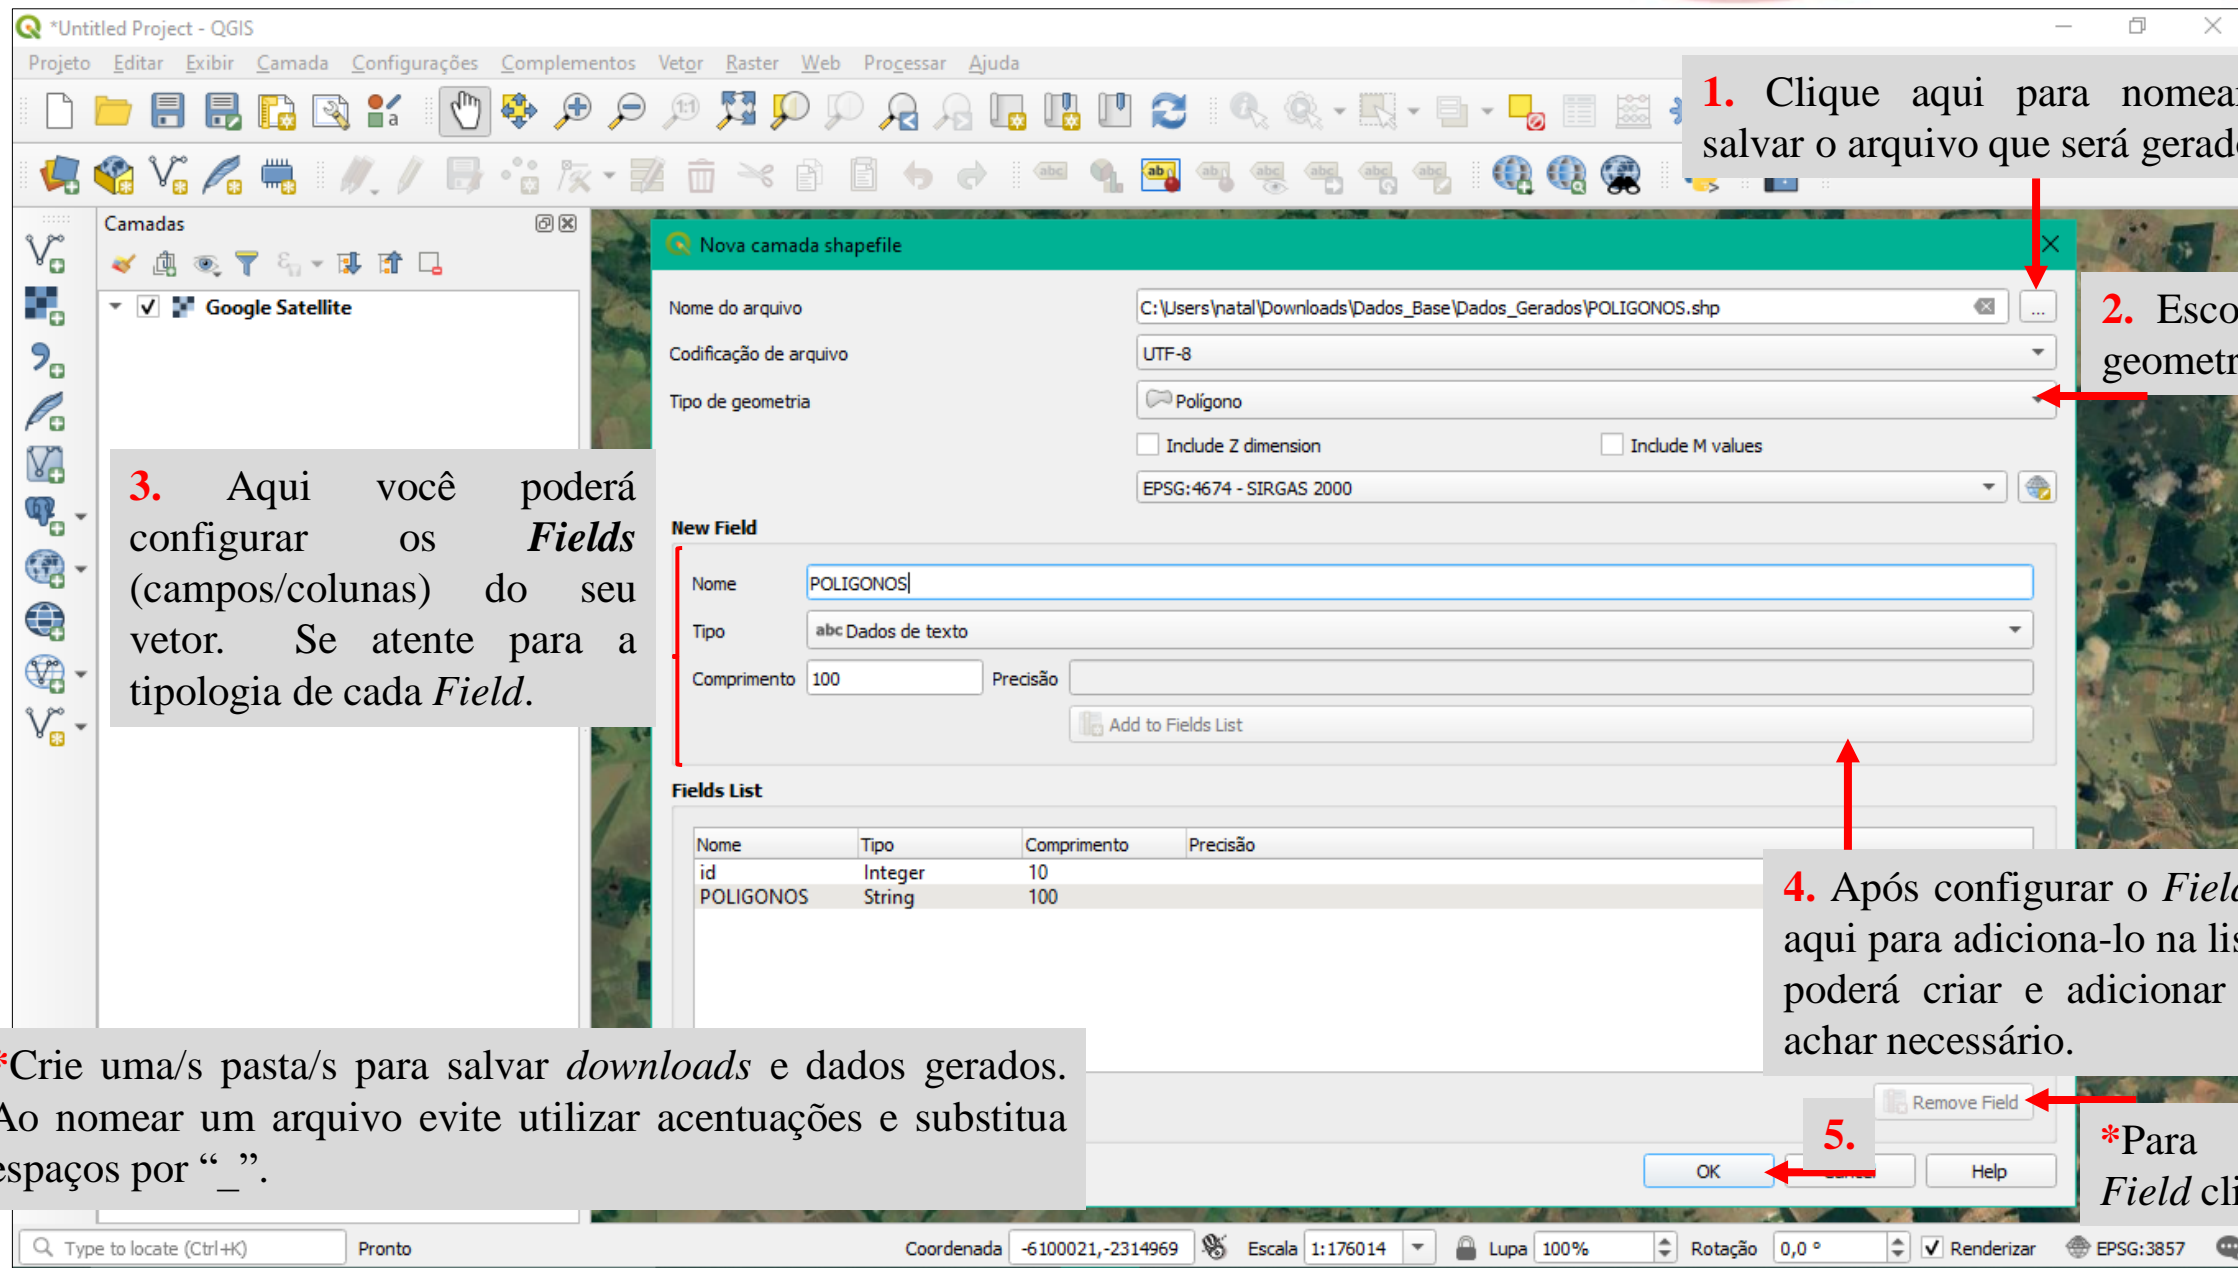 *Untitled Project - QGIS
Projeto Editar Exibir Camada Configurações Complementos Vetor Raster Web Processar Ajuda
1. Clique aqui para nomear
salvar o arquivo que será gerado
Camadas
Google Satellite
Nova camada shapefile
Nome do arquivo C:\Users\natal\Downloads\Dados_Base\Dados_Gerados\POLIGONOS.shp ...
Codificação de arquivo UTF-8
Tipo de geometria Polígono
Include Z dimension Include M values
EPSG:4674 - SIRGAS 2000
2. Esco
geometr
3. Aqui você poderá
configurar os Fields
(campos/colunas) do seu
vetor. Se atente para a
tipologia de cada Field.
New Field
Nome POLIGONOS
Tipo abc Dados de texto
Comprimento 100 Precisão
Add to Fields List
Fields List
Nome Tipo Comprimento Precisão
id Integer 10
POLIGONOS String 100
4. Após configurar o Field
aqui para adiciona-lo na lis
poderá criar e adicionar
achar necessário.
*Crie uma/s pasta/s para salvar downloads e dados gerados.
Ao nomear um arquivo evite utilizar acentuações e substitua
espaços por “_”.
Remove Field
5.
OK Help
*Para
Field cli
Type to locate (Ctrl+K) Pronto Coordenada -6100021,-2314969 Escala 1:176014 Lupa 100% Rotação 0,0 ° Renderizar EPSG:3857